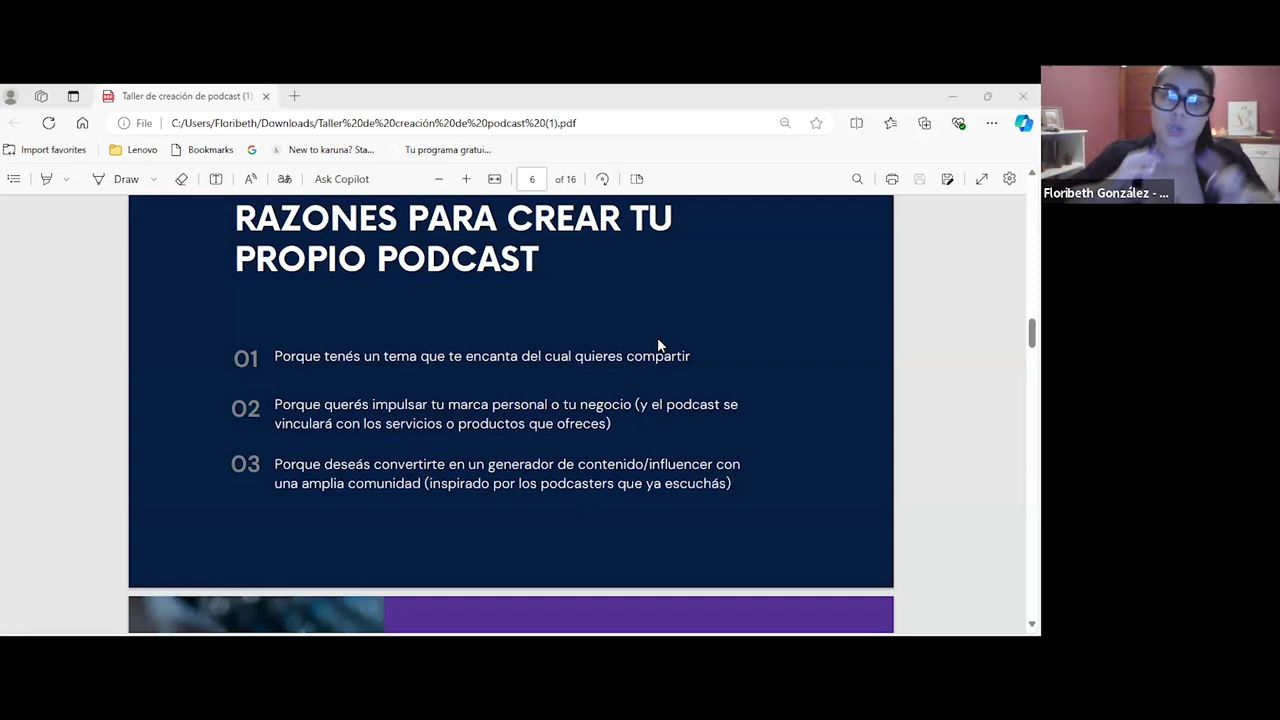 Taller de creación de podcast (1)
File
C:/Users/Floribeth/Downloads/Taller%20de%20creación%20de%20podcast%20(1).pdf
Import favorites
Lenovo
Bookmarks
New to karuna? Sta...
Tu programa gratui...
Draw
Ask Copilot
6 of 16
Floribeth González - ...
RAZONES PARA CREAR TU
PROPIO PODCAST
01 Porque tenés un tema que te encanta del cual quieres compartir
02 Porque querés impulsar tu marca personal o tu negocio (y el podcast se
vinculará con los servicios o productos que ofreces)
03 Porque deseás convertirte en un generador de contenido/influencer con
una amplia comunidad (inspirado por los podcasters que ya escuchás)